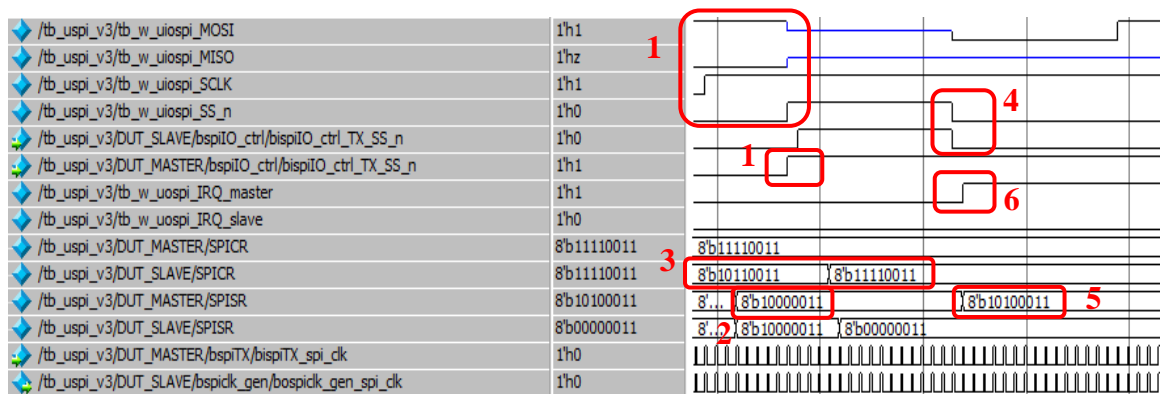 /tb_uspi_v3/tb_w_uiospi_MOSI 1'h1
/tb_uspi_v3/tb_w_uiospi_MISO 1'hz 1
/tb_uspi_v3/tb_w_uiospi_SCLK 1'h1
/tb_uspi_v3/tb_w_uiospi_SS_n 1'h0 4
/tb_uspi_v3/DUT_SLAVE/bspiIO_ctrl/bispiIO_ctrl_TX_SS_n 1'h0
/tb_uspi_v3/DUT_MASTER/bspiIO_ctrl/bispiIO_ctrl_TX_SS_n 1'h1 1
/tb_uspi_v3/tb_w_uospi_IRQ_master 1'h1 6
/tb_uspi_v3/tb_w_uospi_IRQ_slave 1'h0
/tb_uspi_v3/DUT_MASTER/SPICR 8'b11110011 8'b11110011
/tb_uspi_v3/DUT_SLAVE/SPICR 8'b11110011 3 8'b10110011 8'b11110011
/tb_uspi_v3/DUT_MASTER/SPISR 8'b10100011 8'... 8'b10000011 8'b10100011 5
/tb_uspi_v3/DUT_SLAVE/SPISR 8'b00000011 8'... 2 8'b10000011 8'b00000011
/tb_uspi_v3/DUT_MASTER/bspiTX/bispiTX_spi_clk 1'h0
/tb_uspi_v3/DUT_SLAVE/bspiclk_gen/bospiclk_gen_spi_clk 1'h0